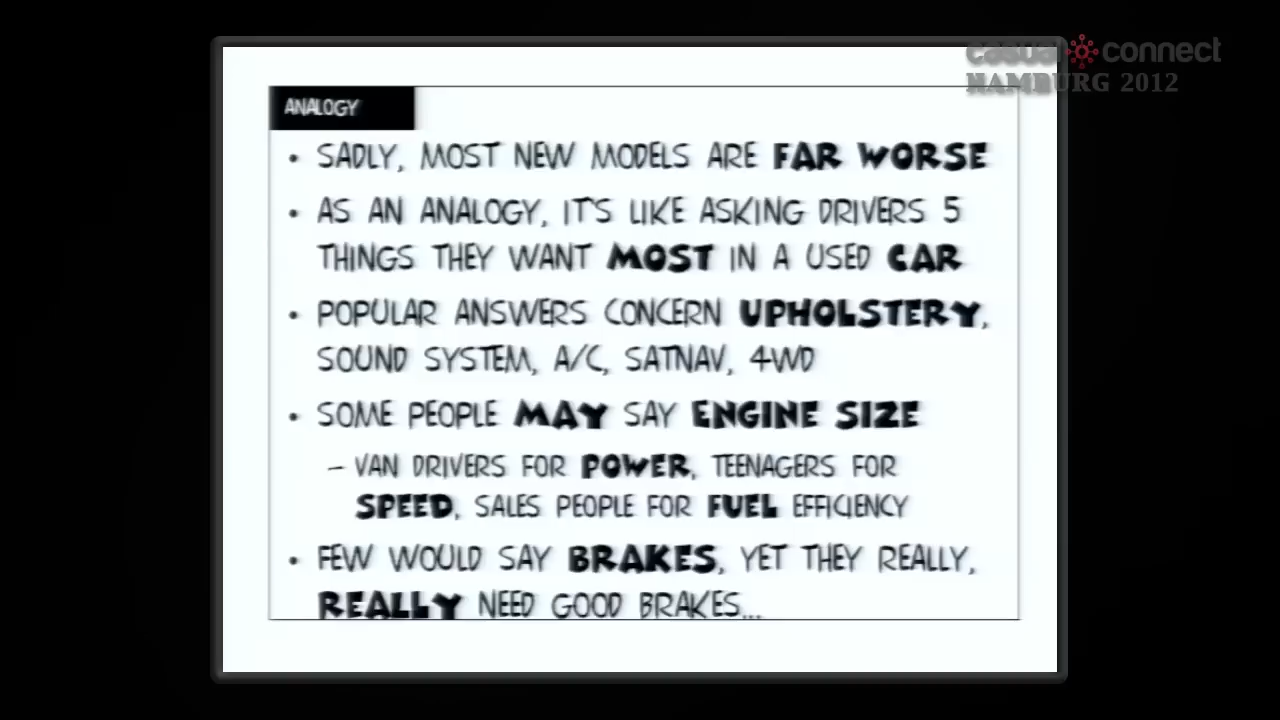 casual connect
HAMBURG 2012
ANALOGY
• SADLY, MOST NEW MODELS ARE FAR WORSE
• AS AN ANALOGY, IT'S LIKE ASKING DRIVERS 5
THINGS THEY WANT MOST IN A USED CAR
• POPULAR ANSWERS CONCERN UPHOLSTERY,
SOUND SYSTEM, A/C, SATNAV, 4WD
• SOME PEOPLE MAY SAY ENGINE SIZE
– VAN DRIVERS FOR POWER, TEENAGERS FOR
SPEED, SALES PEOPLE FOR FUEL EFFICIENCY
• FEW WOULD SAY BRAKES, YET THEY REALLY,
REALLY NEED GOOD BRAKES...